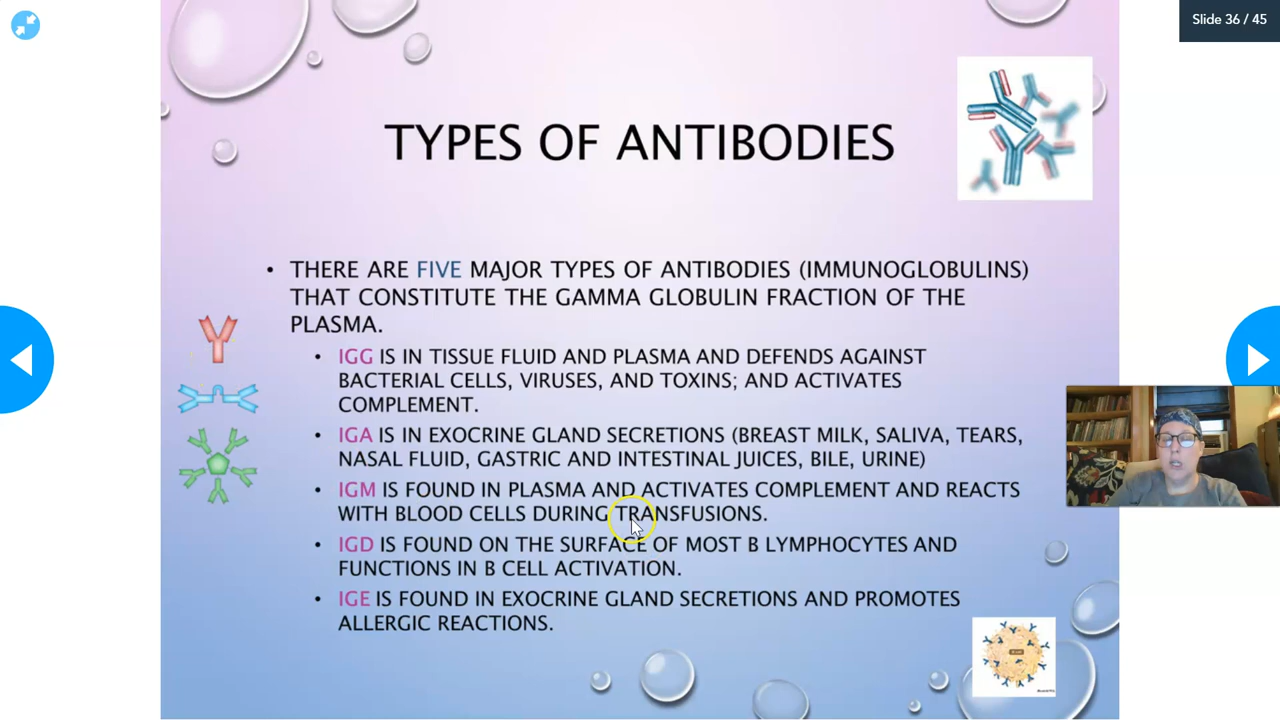 Slide 36 / 45
TYPES OF ANTIBODIES
• THERE ARE FIVE MAJOR TYPES OF ANTIBODIES (IMMUNOGLOBULINS)
THAT CONSTITUTE THE GAMMA GLOBULIN FRACTION OF THE
PLASMA.
• IGG IS IN TISSUE FLUID AND PLASMA AND DEFENDS AGAINST
BACTERIAL CELLS, VIRUSES, AND TOXINS; AND ACTIVATES
COMPLEMENT.
• IGA IS IN EXOCRINE GLAND SECRETIONS (BREAST MILK, SALIVA, TEARS,
NASAL FLUID, GASTRIC AND INTESTINAL JUICES, BILE, URINE)
• IGM IS FOUND IN PLASMA AND ACTIVATES COMPLEMENT AND REACTS
WITH BLOOD CELLS DURING TRANSFUSIONS.
• IGD IS FOUND ON THE SURFACE OF MOST B LYMPHOCYTES AND
FUNCTIONS IN B CELL ACTIVATION.
• IGE IS FOUND IN EXOCRINE GLAND SECRETIONS AND PROMOTES
ALLERGIC REACTIONS.